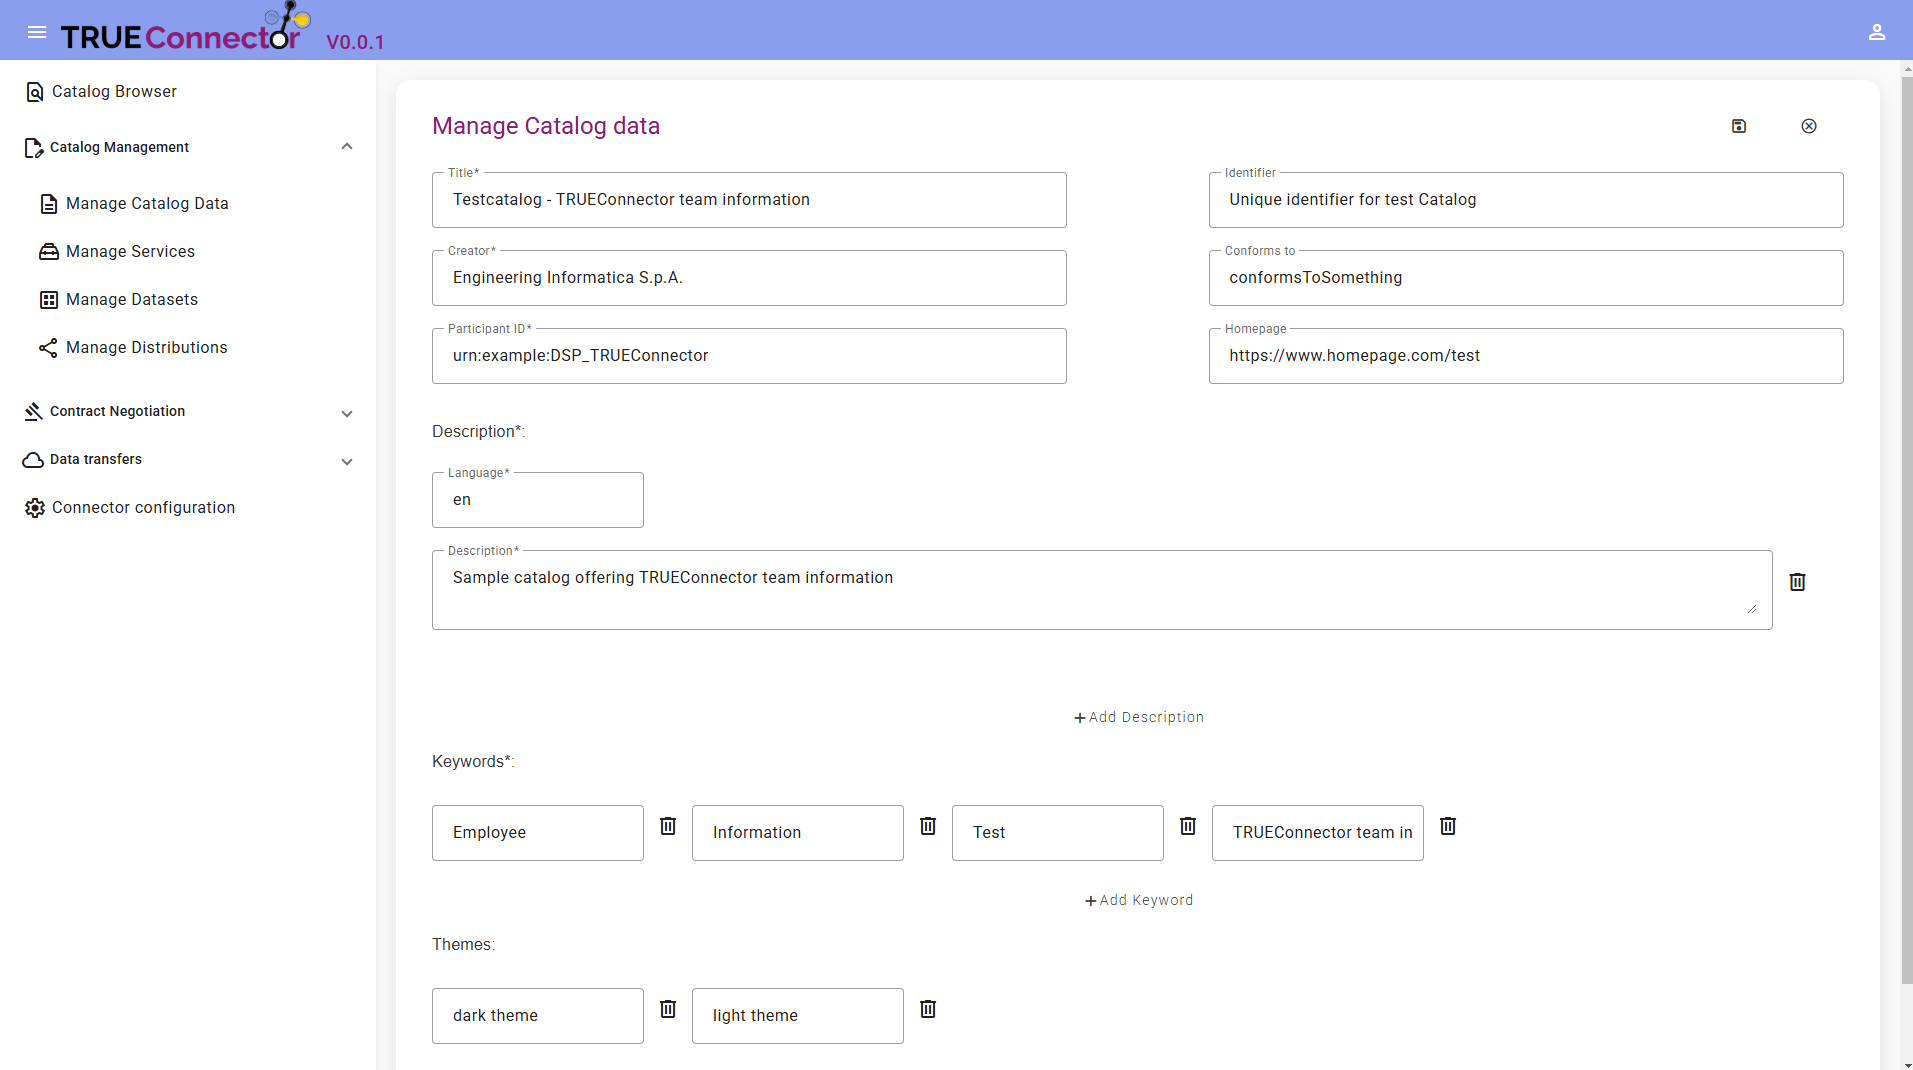 TRUEConnector V0.0.1
Catalog Browser
Catalog Management
Manage Catalog Data
Manage Services
Manage Datasets
Manage Distributions
Contract Negotiation
Data transfers
Connector configuration
Manage Catalog data
Title*
Testcatalog - TRUEConnector team information
Identifier
Unique identifier for test Catalog
Creator*
Engineering Informatica S.p.A.
Conforms to
conformsToSomething
Participant ID*
urn:example:DSP_TRUEConnector
Homepage
https://www.homepage.com/test
Description*:
Language*
en
Description*
Sample catalog offering TRUEConnector team information
+ Add Description
Keywords*:
Employee
Information
Test
TRUEConnector team in
+ Add Keyword
Themes:
dark theme
light theme